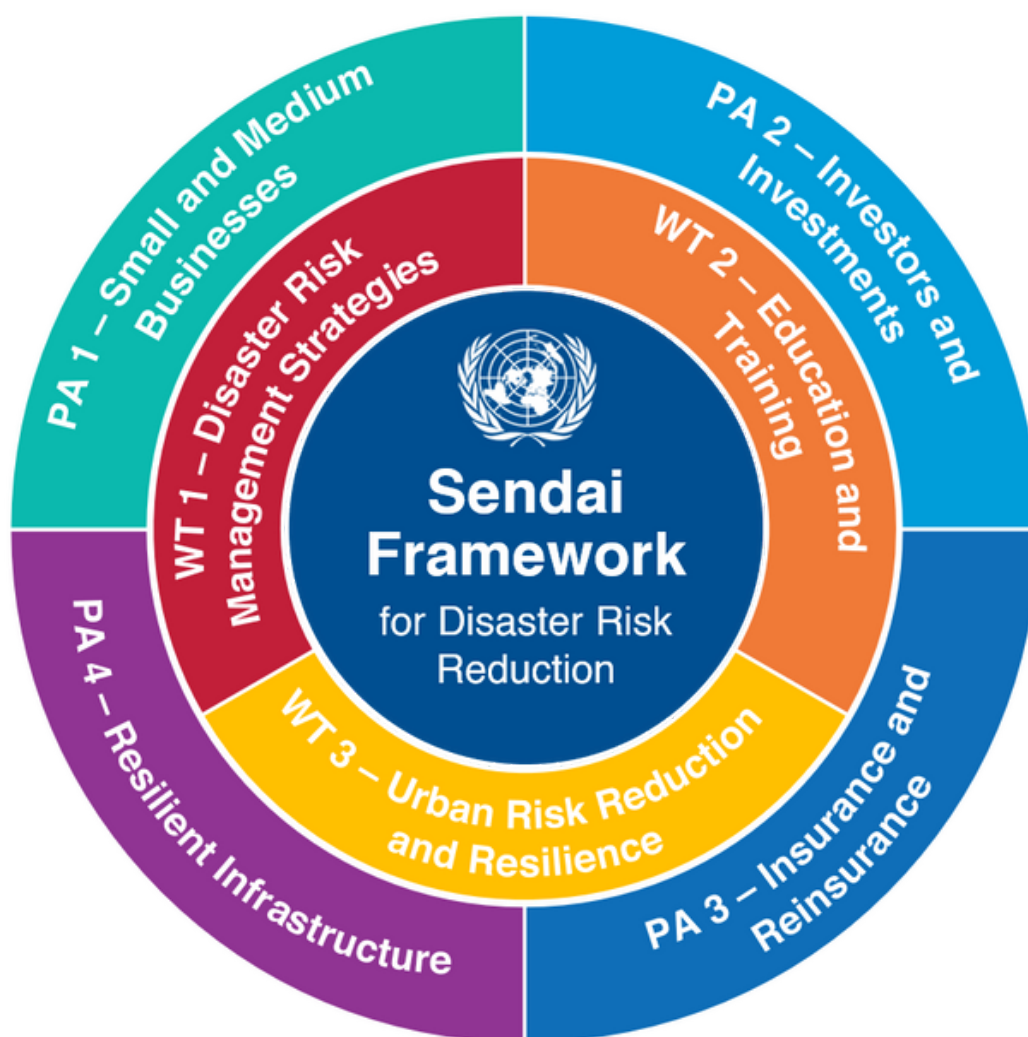 PA 1 – Small and Medium
Businesses
PA 2 – Investors and
Investments
WT 1 – Disaster Risk
Management Strategies
WT 2 – Education and
Training
Sendai
Framework
for Disaster Risk
Reduction
WT 3 – Urban Risk Reduction
and Resilience
PA 4 – Resilient Infrastructure
PA 3 – Insurance and
Reinsurance